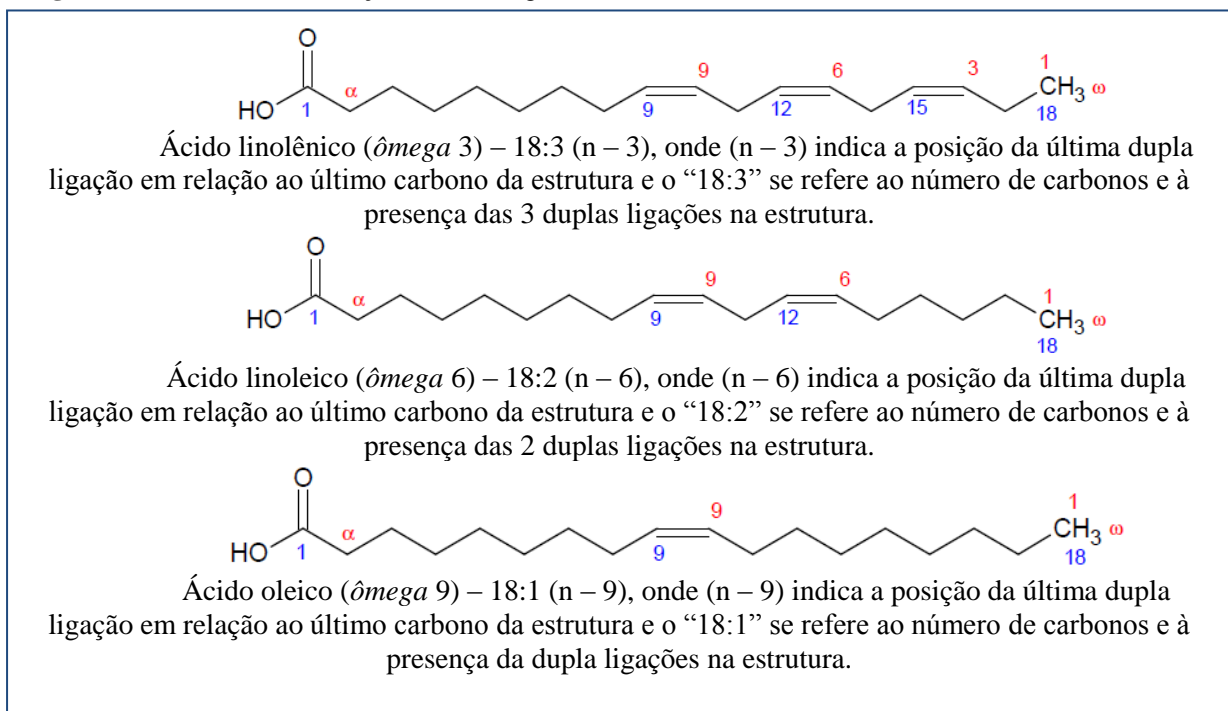 O
HO 1 α 9 9 12 6 15 3 1 CH3 ω 18
Ácido linolênico (ômega 3) – 18:3 (n – 3), onde (n – 3) indica a posição da última dupla
ligação em relação ao último carbono da estrutura e o “18:3” se refere ao número de carbonos e à
presença das 3 duplas ligações na estrutura.
O
HO 1 α 9 9 12 6 1 CH3 ω 18
Ácido linoleico (ômega 6) – 18:2 (n – 6), onde (n – 6) indica a posição da última dupla
ligação em relação ao último carbono da estrutura e o “18:2” se refere ao número de carbonos e à
presença das 2 duplas ligações na estrutura.
O
HO 1 α 9 9 1 CH3 ω 18
Ácido oleico (ômega 9) – 18:1 (n – 9), onde (n – 9) indica a posição da última dupla
ligação em relação ao último carbono da estrutura e o “18:1” se refere ao número de carbonos e à
presença da dupla ligações na estrutura.